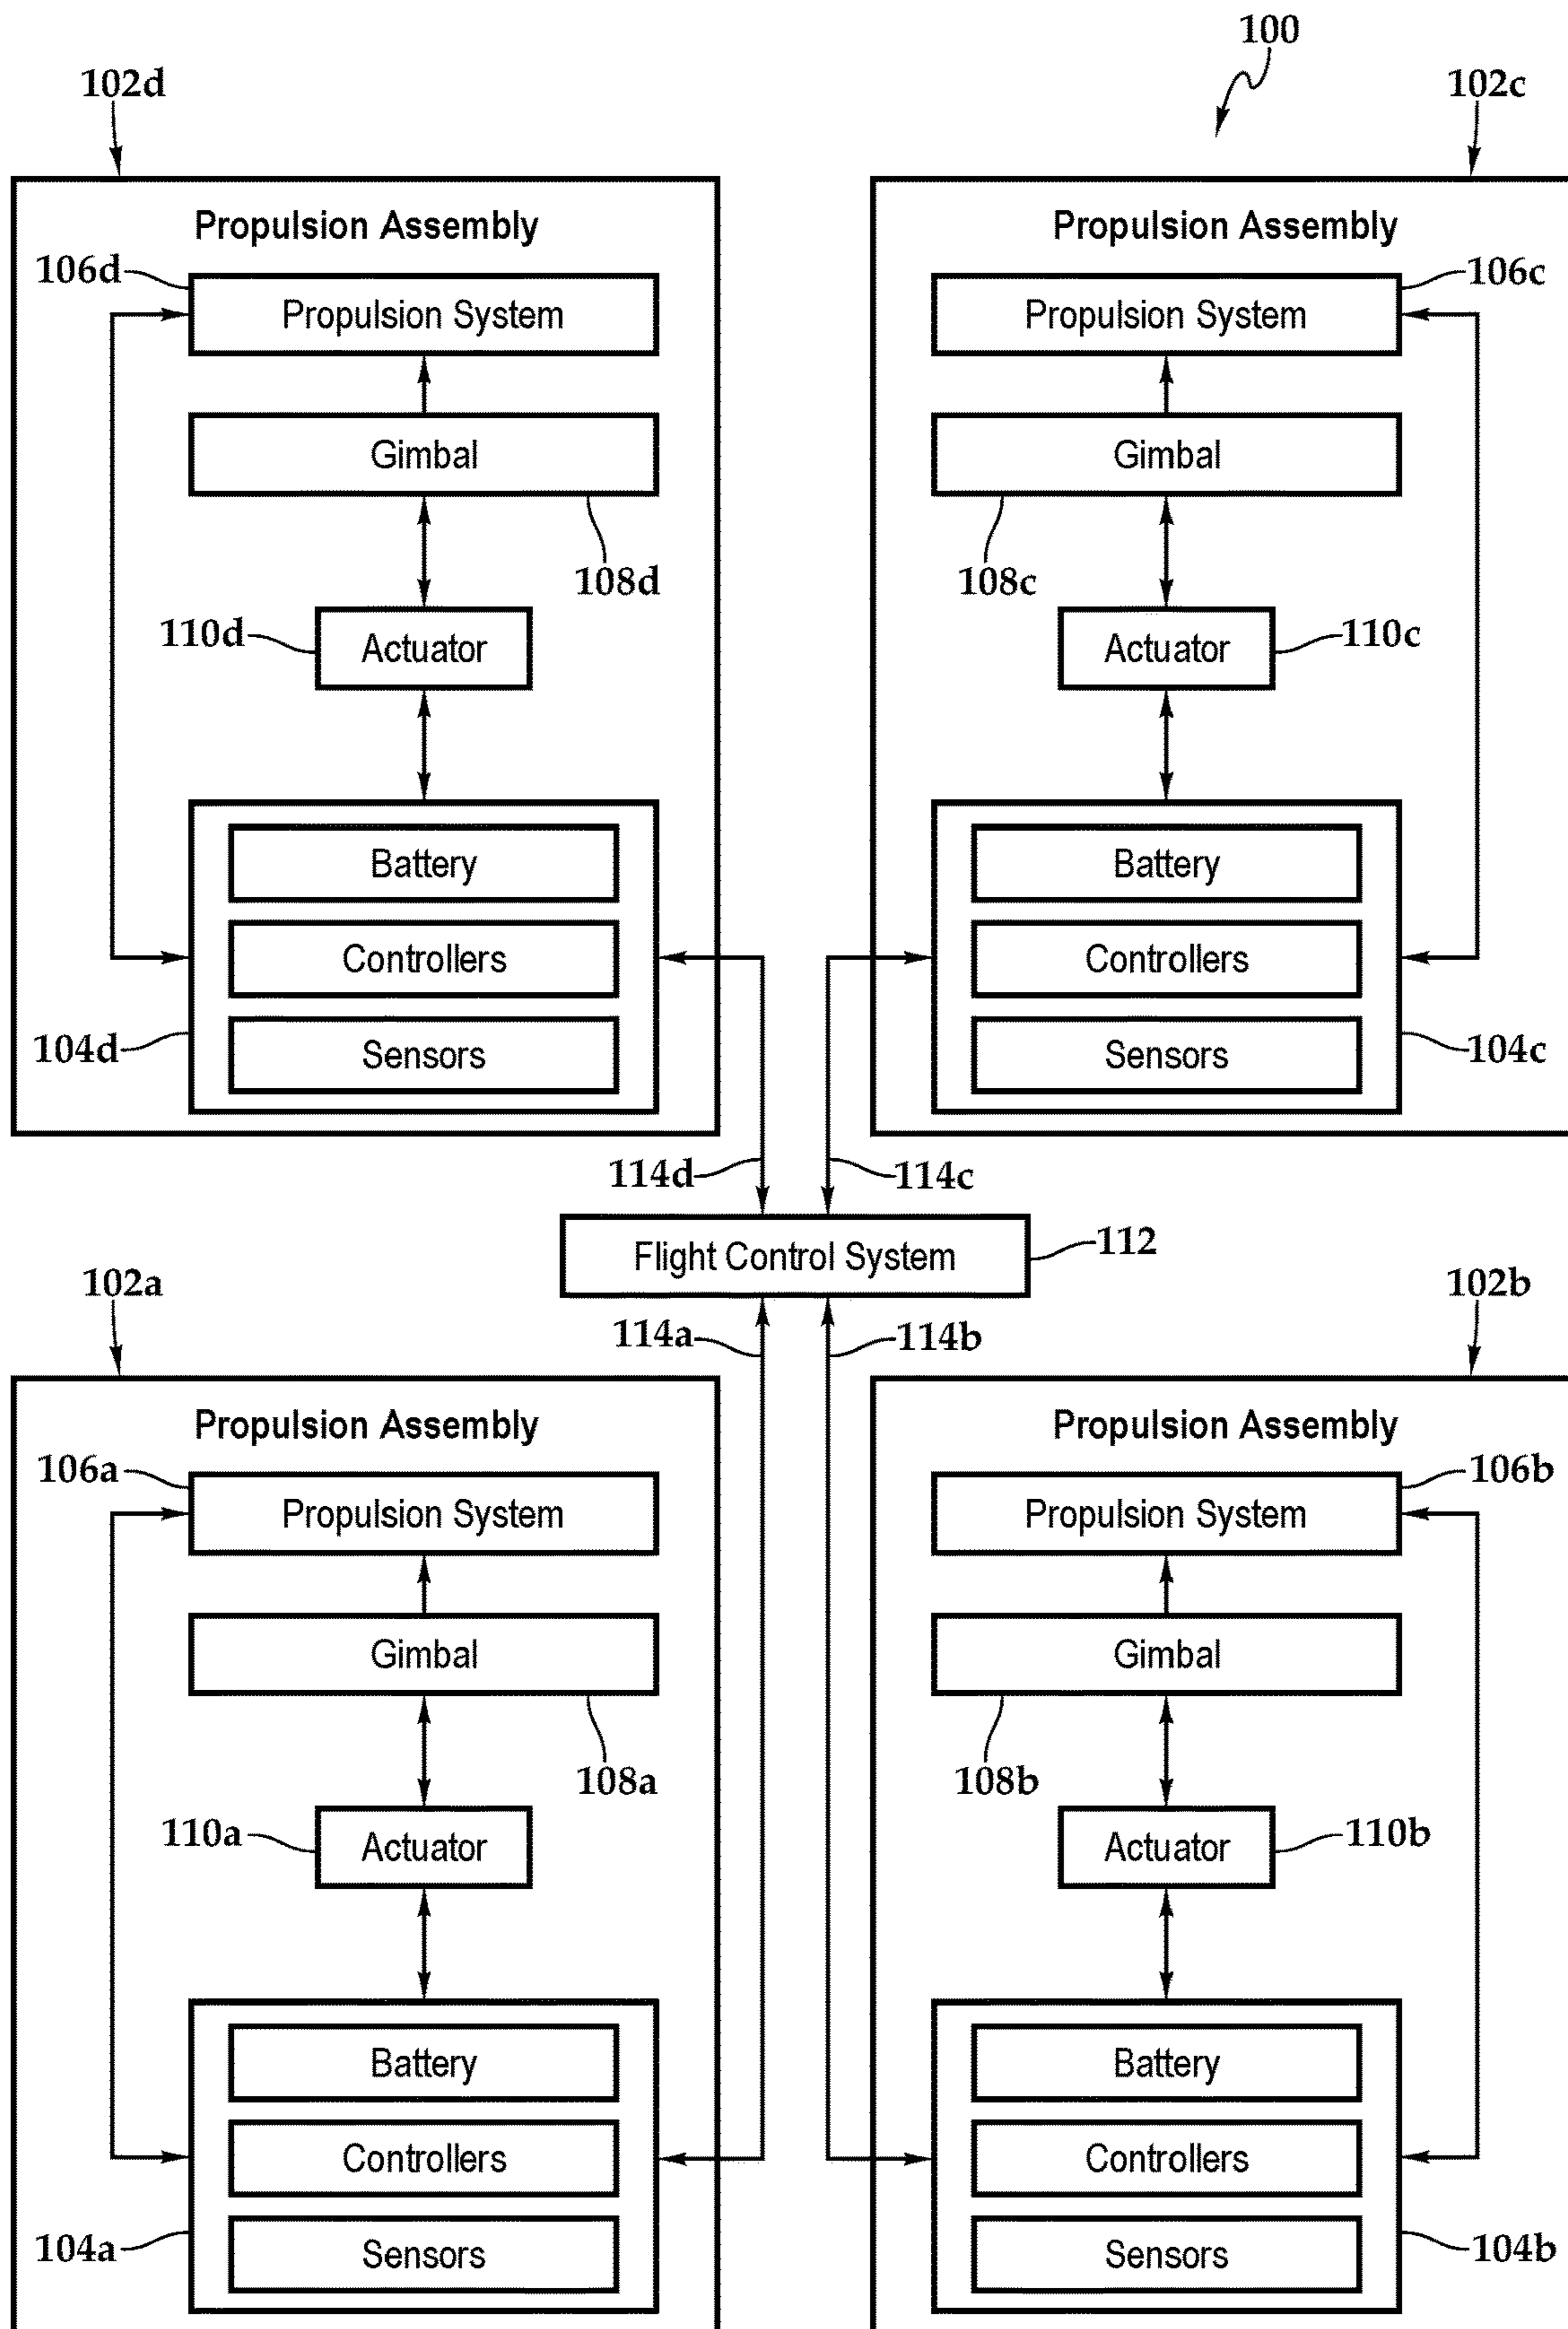 100
102d
102c
Propulsion Assembly
Propulsion Assembly
106d
Propulsion System
Propulsion System
106c
Gimbal
Gimbal
108d
108c
110d
Actuator
Actuator
110c
Battery
Battery
Controllers
Controllers
104d
Sensors
Sensors
104c
114d
114c
Flight Control System
112
102a
102b
114a
114b
Propulsion Assembly
Propulsion Assembly
106a
Propulsion System
Propulsion System
106b
Gimbal
Gimbal
108a
108b
110a
Actuator
Actuator
110b
Battery
Battery
Controllers
Controllers
104a
Sensors
Sensors
104b